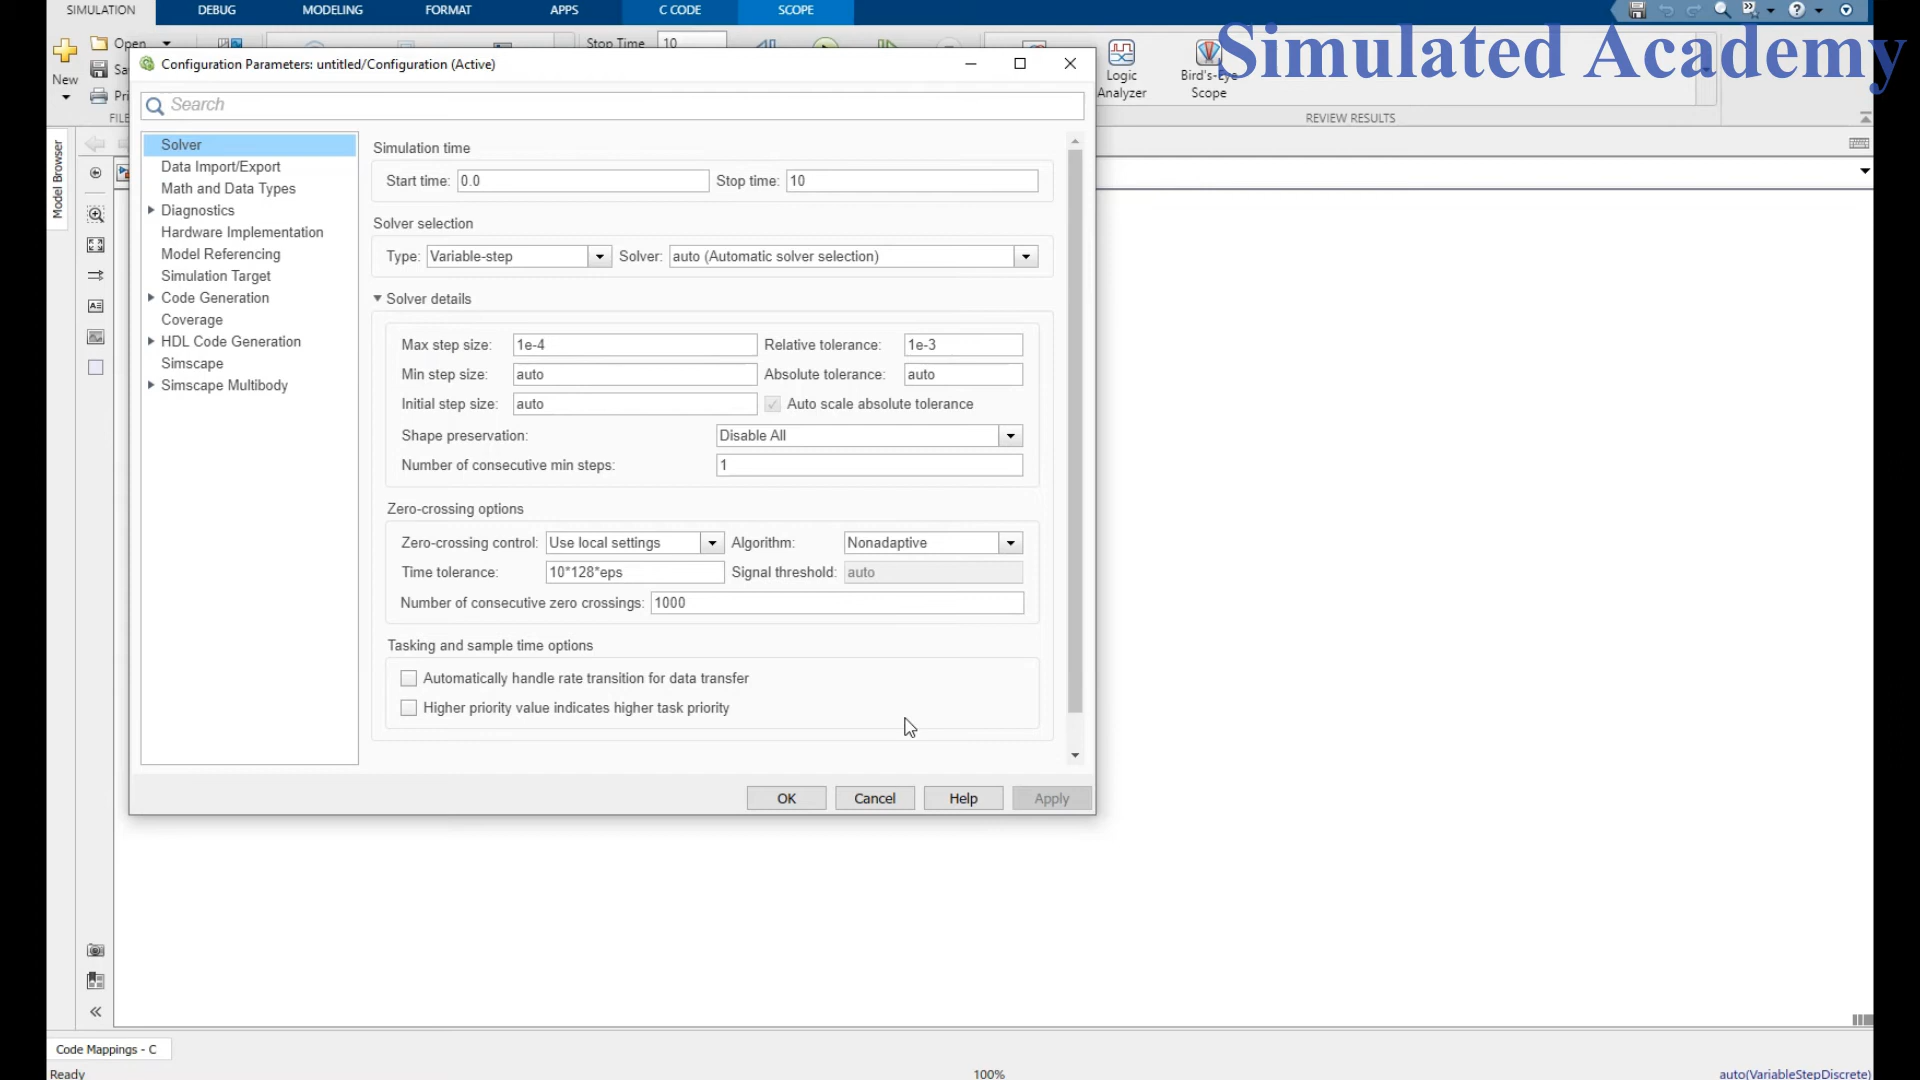 SIMULATION DEBUG MODELING FORMAT APPS C CODE SCOPE
Simulated Academy
Open Stop Time 10
New
Logic Analyzer
Bird's-Eye Scope
REVIEW RESULTS
Configuration Parameters: untitled/Configuration (Active)
Search
Model Browser
Solver
Data Import/Export
Math and Data Types
Diagnostics
Hardware Implementation
Model Referencing
Simulation Target
Code Generation
Coverage
HDL Code Generation
Simscape
Simscape Multibody
Simulation time
Start time: 0.0 Stop time: 10
Solver selection
Type: Variable-step Solver: auto (Automatic solver selection)
Solver details
Max step size: 1e-4 Relative tolerance: 1e-3
Min step size: auto Absolute tolerance: auto
Initial step size: auto Auto scale absolute tolerance
Shape preservation: Disable All
Number of consecutive min steps: 1
Zero-crossing options
Zero-crossing control: Use local settings Algorithm: Nonadaptive
Time tolerance: 10*128*eps Signal threshold: auto
Number of consecutive zero crossings: 1000
Tasking and sample time options
Automatically handle rate transition for data transfer
Higher priority value indicates higher task priority
OK Cancel Help Apply
Code Mappings - C
Ready 100% auto(VariableStepDiscrete)